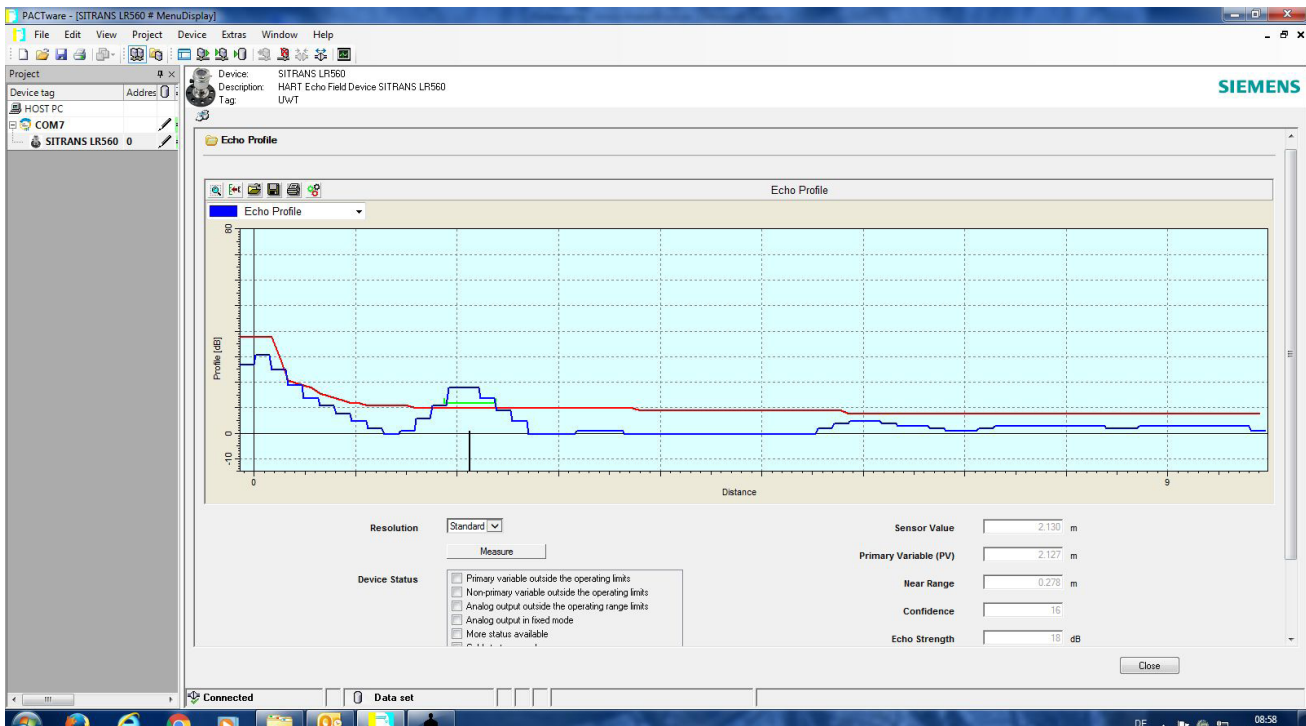 PACTware - [SITRANS LR560 # MenuDisplay]
File Edit View Project Device Extras Window Help
Project
Device tag Addres
HOST PC
COM7
SITRANS LR560 0
Device: SITRANS LR560
Description: HART Echo Field Device SITRANS LR560
Tag: UWT
SIEMENS
Echo Profile
Echo Profile
Echo Profile
80
Profile [dB]
0
-10
0
9
Distance
Resolution Standard
Measure
Device Status
Primary variable outside the operating limits
Non-primary variable outside the operating limits
Analog output outside the operating range limits
Analog output in fixed mode
More status available
Sensor Value 2.130 m
Primary Variable (PV) 2.127 m
Near Range 0.278 m
Confidence 16
Echo Strength 18 dB
Close
Connected Data set
DE 08:58